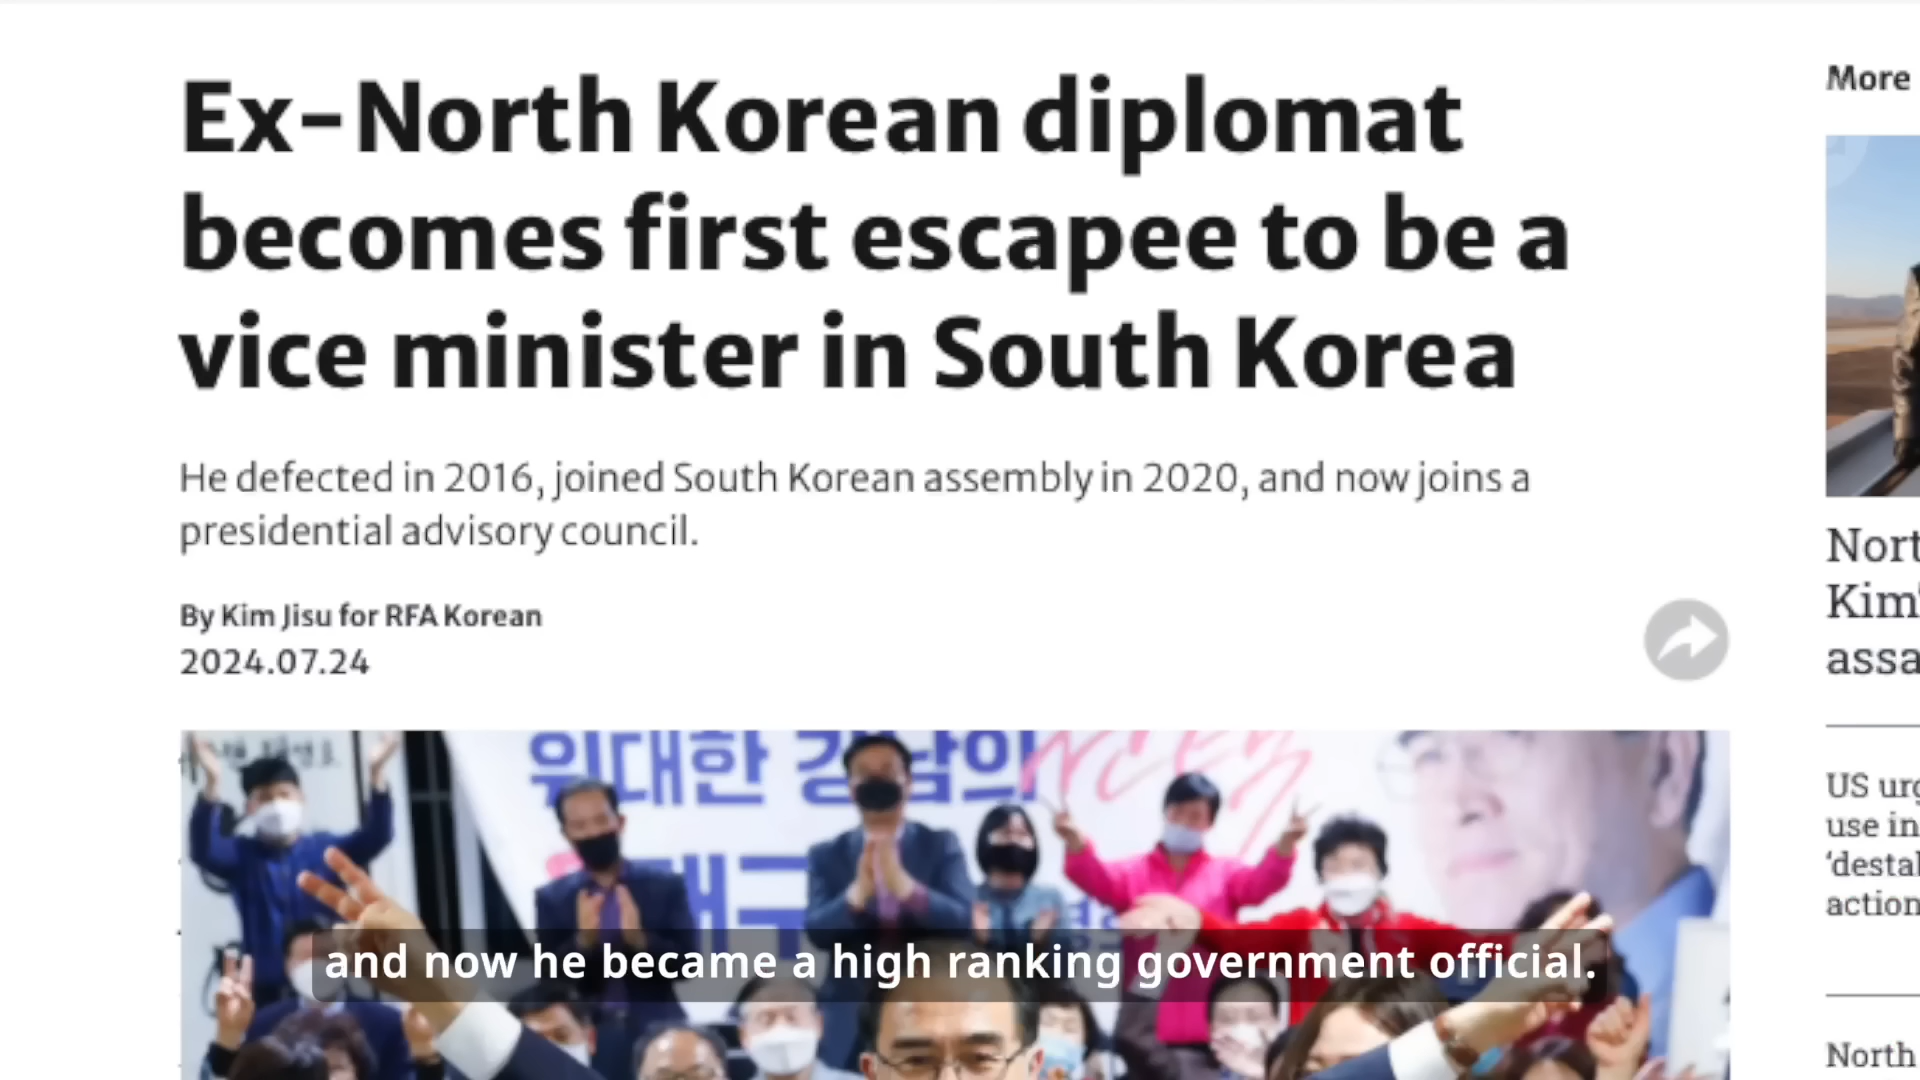 Ex-North Korean diplomat
becomes first escapee to be a
vice minister in South Korea
He defected in 2016, joined South Korean assembly in 2020, and now joins a
presidential advisory council.
By Kim Jisu for RFA Korean
2024.07.24
위대한 강남의
and now he became a high ranking government official.
More
Nort
Kim'
assa
US urg
use in
‘destal
action
North